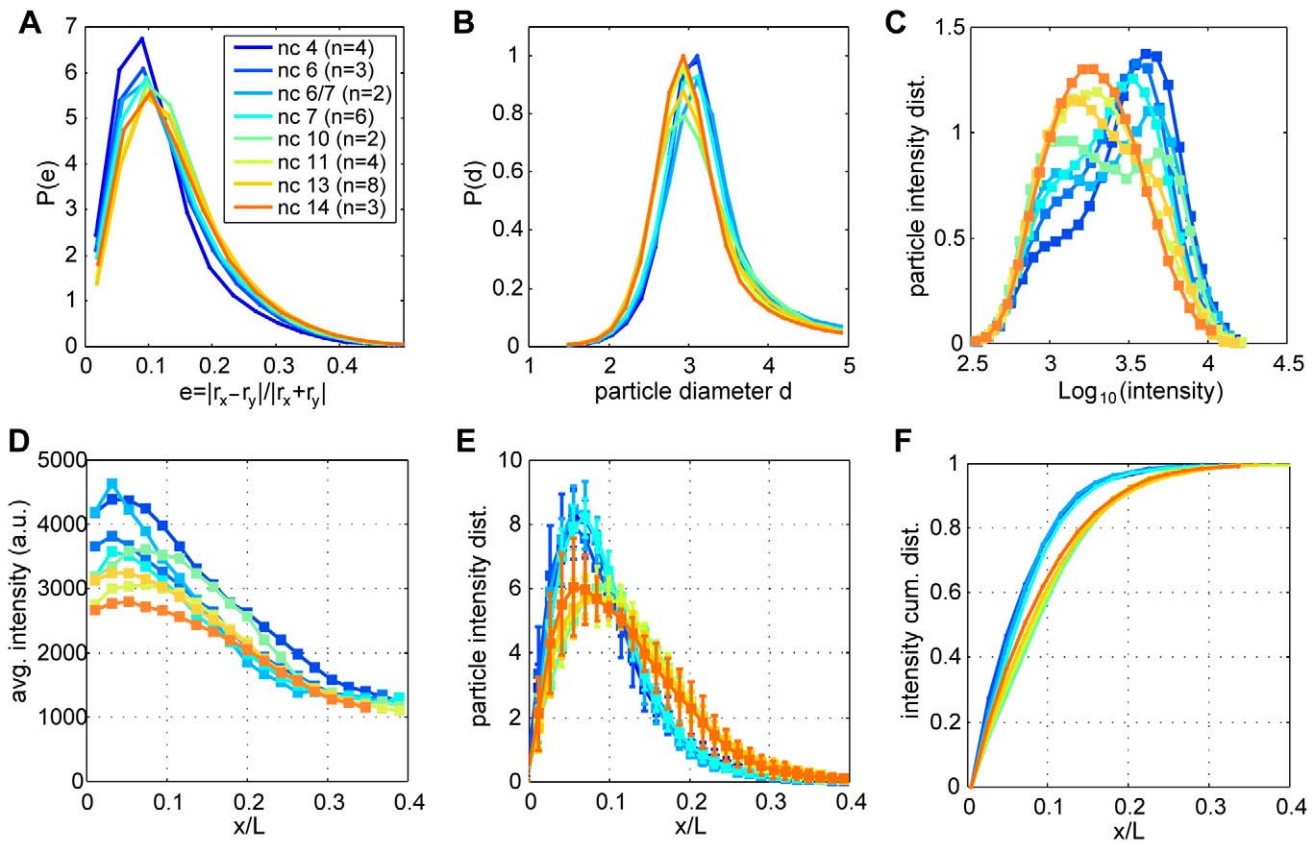 A
B
C
7
6
5
4
3
2
1
0
P(e)
nc 4 (n=4)
nc 6 (n=3)
nc 6/7 (n=2)
nc 7 (n=6)
nc 10 (n=2)
nc 11 (n=4)
nc 13 (n=8)
nc 14 (n=3)
0 0.1 0.2 0.3 0.4
e=|rₓ−r_y|/|rₓ+r_y|
1
0.8
0.6
0.4
0.2
0
P(d)
1 2 3 4 5
particle diameter d
1.5
1
0.5
0
particle intensity dist.
2.5 3 3.5 4 4.5
Log₁₀(intensity)
D
E
F
5000
4000
3000
2000
1000
0
avg. intensity (a.u.)
0 0.1 0.2 0.3 0.4
x/L
10
8
6
4
2
0
particle intensity dist.
0 0.1 0.2 0.3 0.4
x/L
1
0.8
0.6
0.4
0.2
0
intensity cum. dist.
0 0.1 0.2 0.3 0.4
x/L